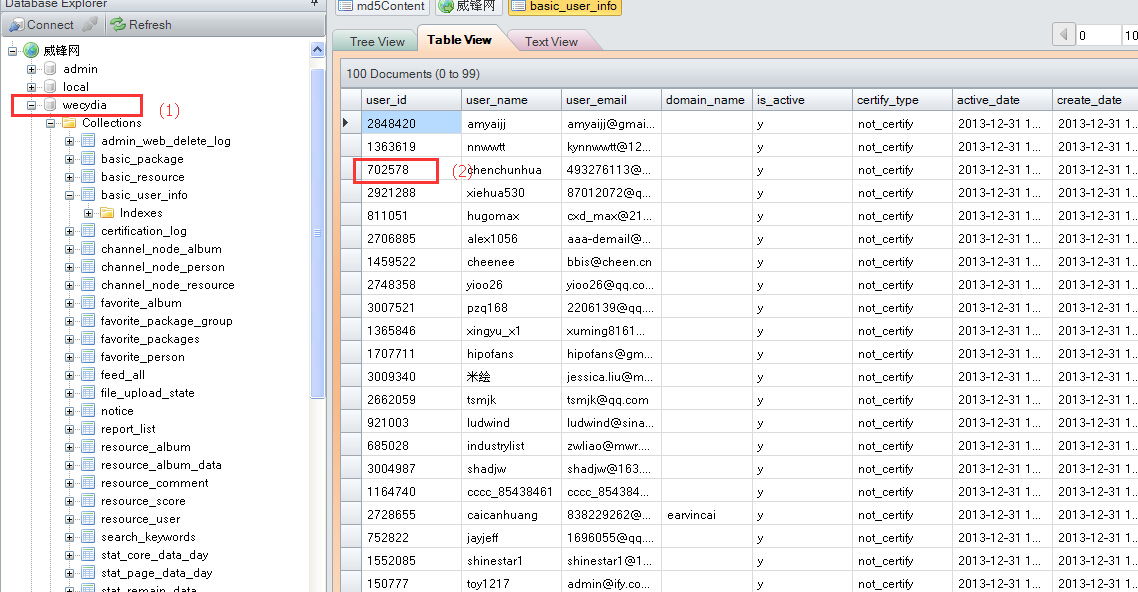 Database Explorer
Connect Refresh
威锋网
admin
local
wecydia (1)
Collections
admin_web_delete_log
basic_package
basic_resource
basic_user_info
Indexes
certification_log
channel_node_album
channel_node_person
channel_node_resource
favorite_album
favorite_package_group
favorite_packages
favorite_person
feed_all
file_upload_state
notice
report_list
resource_album
resource_album_data
resource_comment
resource_score
resource_user
search_keywords
stat_core_data_day
stat_page_data_day
stat_remain_data
md5Content 威锋网 basic_user_info
Tree View Table View Text View 0 10
100 Documents (0 to 99)
user_id user_name user_email domain_name is_active certify_type active_date create_date
2848420 amyaijj amyaijj@gmai... y not_certify 2013-12-31 1... 2013-12-31 1...
1363619 nnwwtt kynnwwtt@12... y not_certify 2013-12-31 1... 2013-12-31 1...
702578 (2) chenchunhua 493276113@... y not_certify 2013-12-31 1... 2013-12-31 1...
2921288 xiehua530 87012072@q... y not_certify 2013-12-31 1... 2013-12-31 1...
811051 hugomax cxd_max@21... y not_certify 2013-12-31 1... 2013-12-31 1...
2706885 alex1056 aaa-demail@... y not_certify 2013-12-31 1... 2013-12-31 1...
1459522 cheenee bbis@cheen.cn y not_certify 2013-12-31 1... 2013-12-31 1...
2748358 yioo26 yioo26@qq.co... y not_certify 2013-12-31 1... 2013-12-31 1...
3007521 pzq168 2206139@qq.... y not_certify 2013-12-31 1... 2013-12-31 1...
1365846 xingyu_x1 xuming8161... y not_certify 2013-12-31 1... 2013-12-31 1...
1707711 hipofans hipofans@gm... y not_certify 2013-12-31 1... 2013-12-31 1...
3009340 米绘 jessica.liu@m... y not_certify 2013-12-31 1... 2013-12-31 1...
2662059 tsmjk tsmjk@qq.com y not_certify 2013-12-31 1... 2013-12-31 1...
921003 ludwind ludwind@sina... y not_certify 2013-12-31 1... 2013-12-31 1...
685028 industrylist zwliao@mwr.... y not_certify 2013-12-31 1... 2013-12-31 1...
3004987 shadjw shadjw@163.... y not_certify 2013-12-31 1... 2013-12-31 1...
1164740 cccc_85438461 cccc_854384... y not_certify 2013-12-31 1... 2013-12-31 1...
2728655 caicanhuang 838229262@... earvincai y not_certify 2013-12-31 1... 2013-12-31 1...
752822 jayjeff 1696055@qq.... y not_certify 2013-12-31 1... 2013-12-31 1...
1552085 shinestar1 shinestar1@1... y not_certify 2013-12-31 1... 2013-12-31 1...
150777 toy1217 admin@ify.co... y not_certify 2013-12-31 1... 2013-12-31 1...